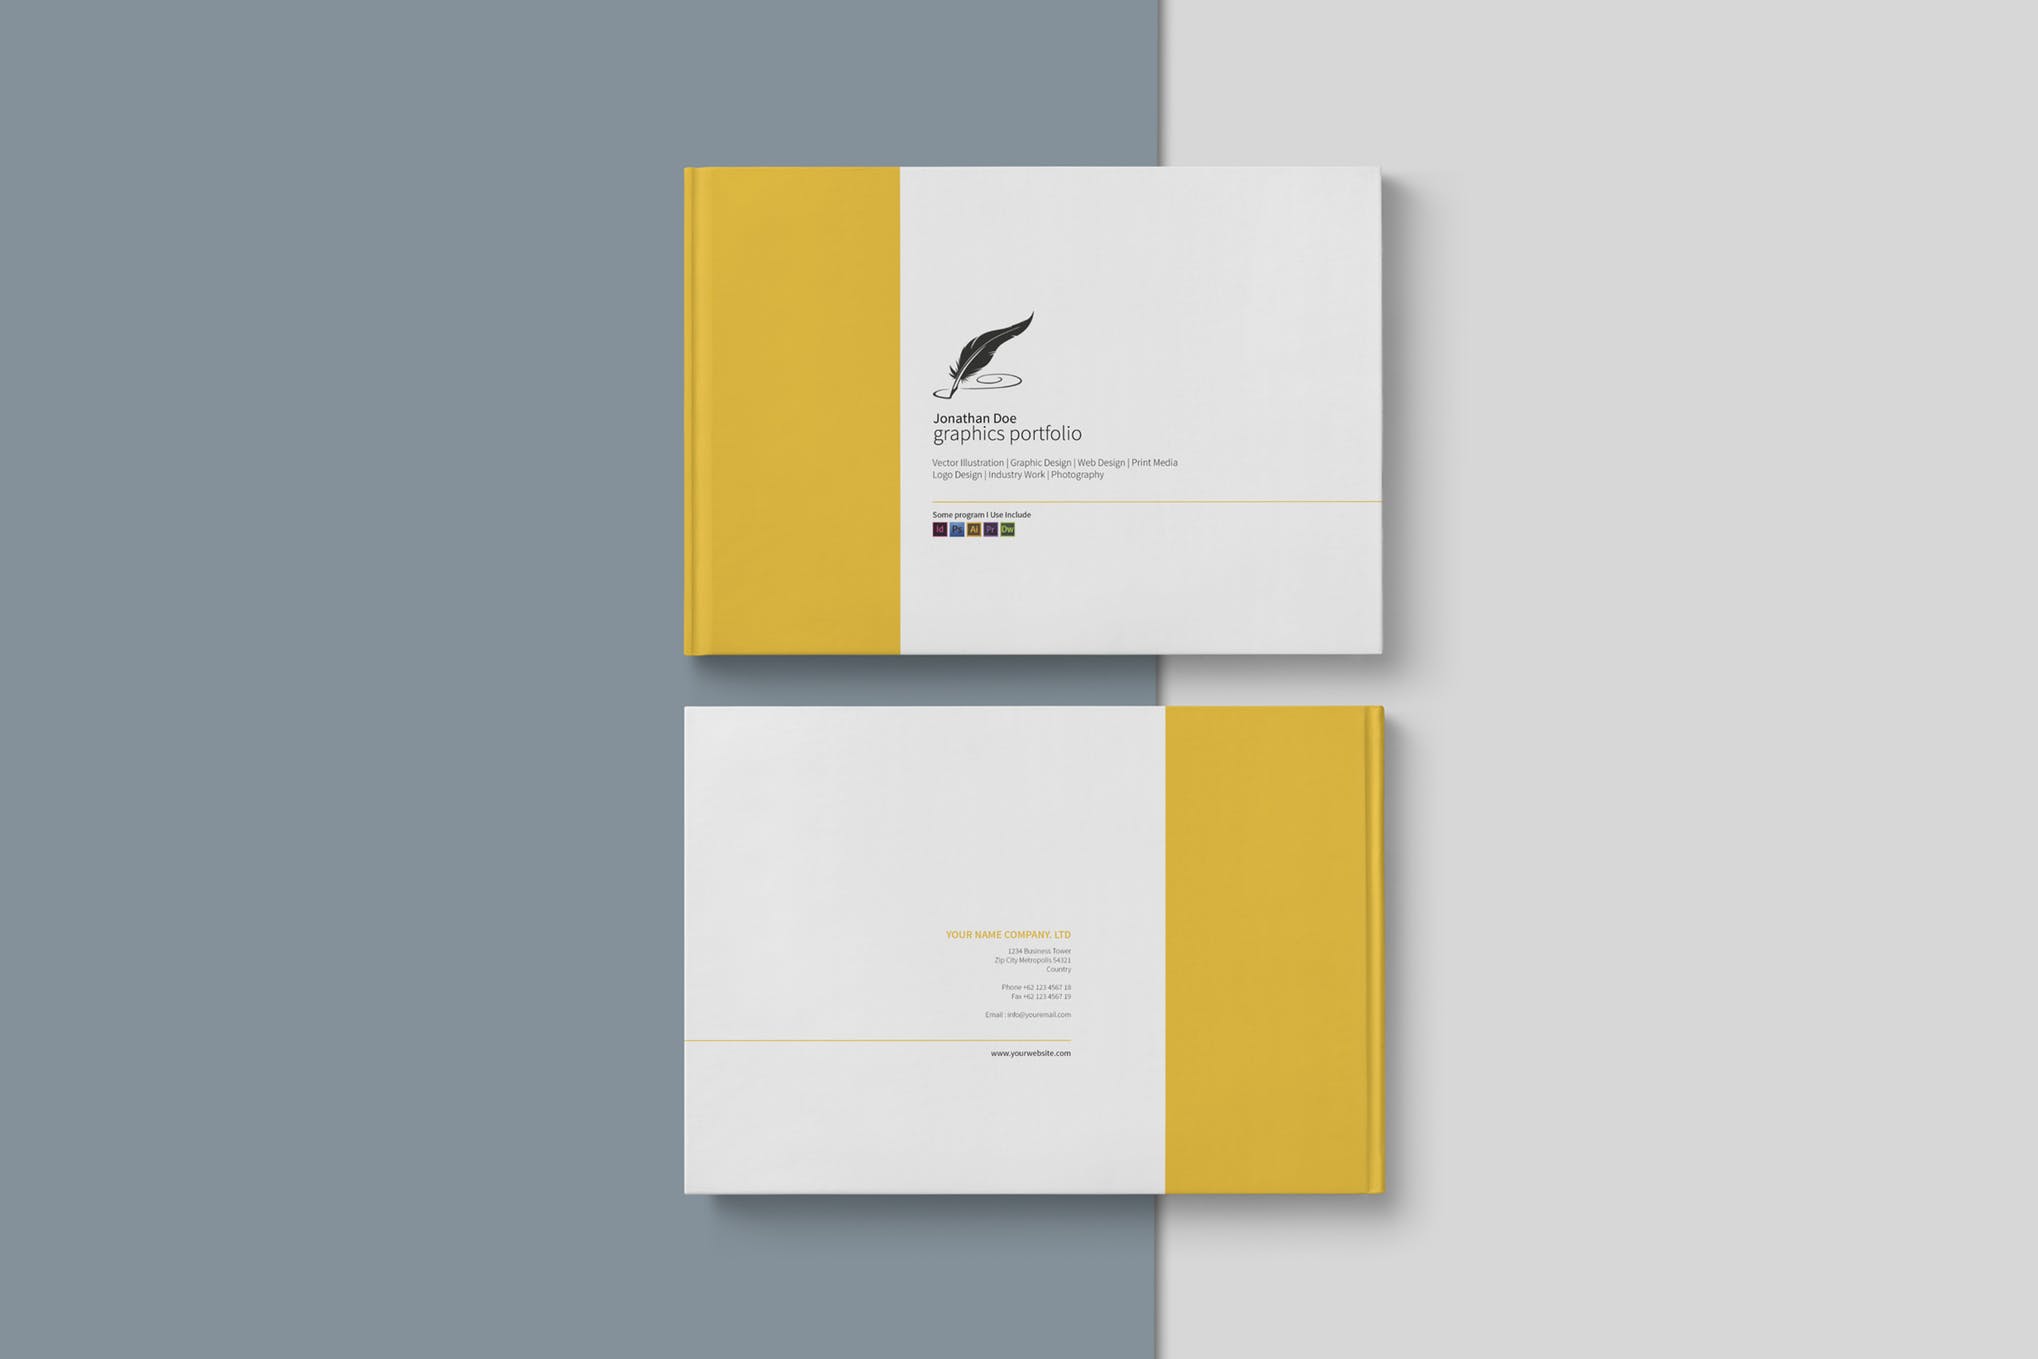 Jonathan Doe
graphics portfolio
Vector Illustration | Graphic Design | Web Design | Print Media
Logo Design | Industry Work | Photography
Some program I Use Include
Id Ps Ai Pr Dw
YOUR NAME COMPANY. LTD
1234 Business Tower
Zip City Metropolis 54321
Country
Phone +62 123 4567 18
Fax +62 123 4567 19
Email : info@youremail.com
www.yourwebsite.com